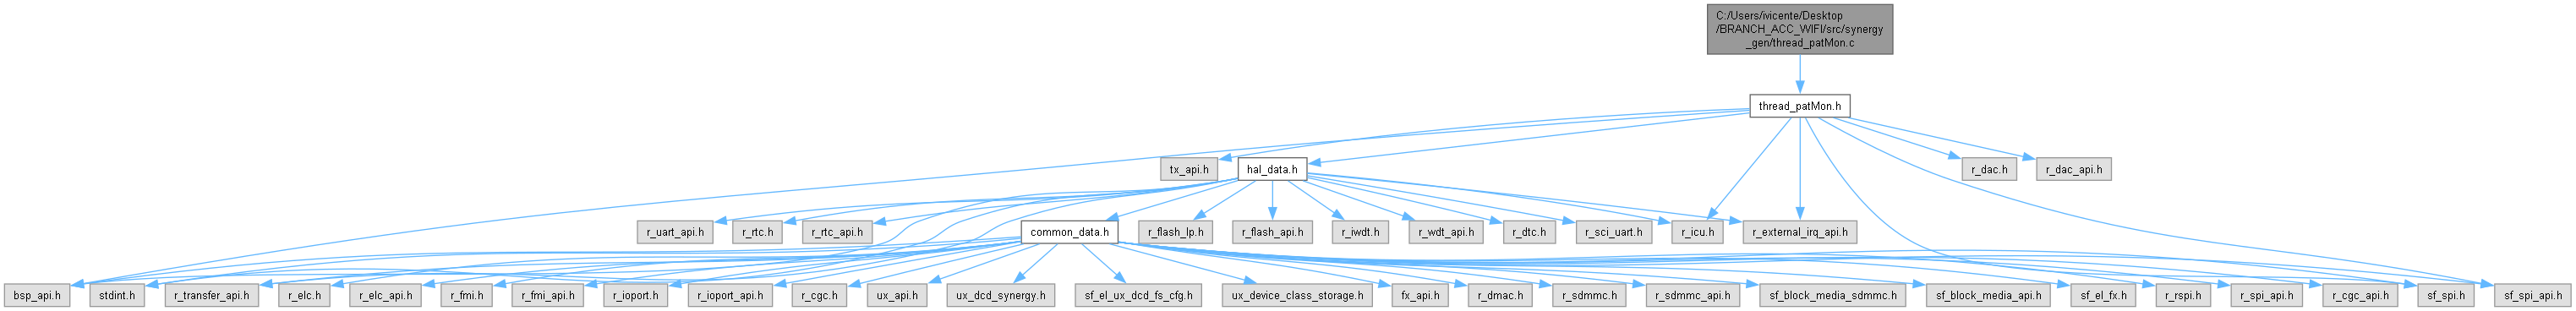 C:/Users/ivicente/Desktop
/BRANCH_ACC_WIFI/src/synergy
_gen/thread_patMon.c
thread_patMon.h
tx_api.h
hal_data.h
r_dac.h
r_dac_api.h
r_uart_api.h
r_rtc.h
r_rtc_api.h
common_data.h
r_flash_lp.h
r_flash_api.h
r_iwdt.h
r_wdt_api.h
r_dtc.h
r_sci_uart.h
r_icu.h
r_external_irq_api.h
bsp_api.h
stdint.h
r_transfer_api.h
r_elc.h
r_elc_api.h
r_fmi.h
r_fmi_api.h
r_ioport.h
r_ioport_api.h
r_cgc.h
ux_api.h
ux_dcd_synergy.h
sf_el_ux_dcd_fs_cfg.h
ux_device_class_storage.h
fx_api.h
r_dmac.h
r_sdmmc.h
r_sdmmc_api.h
sf_block_media_sdmmc.h
sf_block_media_api.h
sf_el_fx.h
r_rspi.h
r_spi_api.h
r_cgc_api.h
sf_spi.h
sf_spi_api.h